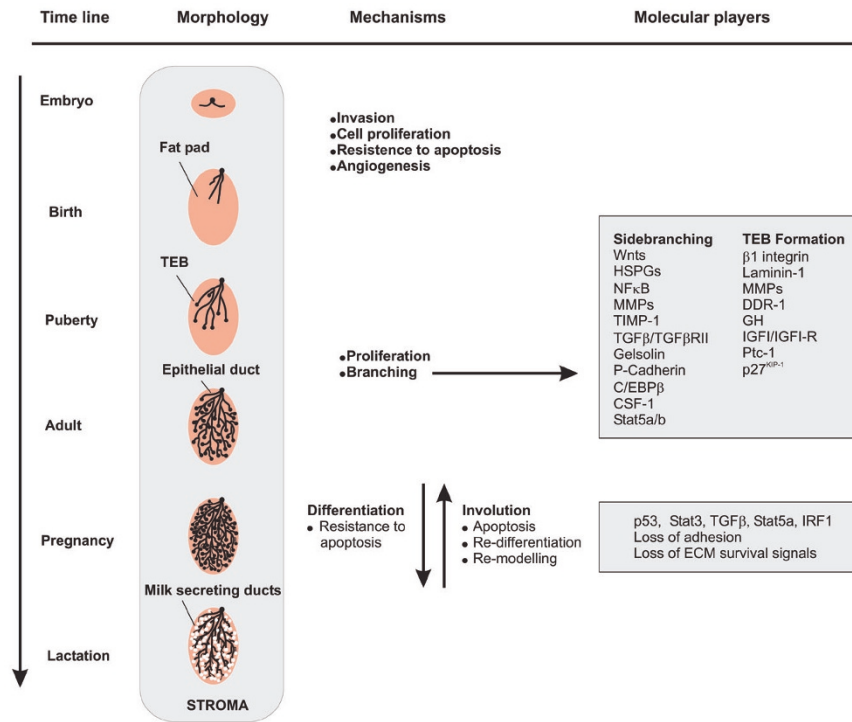 Time line Morphology Mechanisms Molecular players
Embryo
•Invasion
•Cell proliferation
•Resistence to apoptosis
•Angiogenesis
Fat pad
Birth
TEB
Puberty
Epithelial duct
•Proliferation
•Branching
Adult
Sidebranching
Wnts
HSPGs
NFκB
MMPs
TIMP-1
TGFβ/TGFβRII
Gelsolin
P-Cadherin
C/EBPβ
CSF-1
Stat5a/b
TEB Formation
β1 integrin
Laminin-1
MMPs
DDR-1
GH
IGFI/IGFI-R
Ptc-1
p27KIP-1
Pregnancy
Differentiation
• Resistance to
apoptosis
Involution
• Apoptosis
• Re-differentiation
• Re-modelling
p53, Stat3, TGFβ, Stat5a, IRF1
Loss of adhesion
Loss of ECM survival signals
Milk secreting ducts
Lactation
STROMA